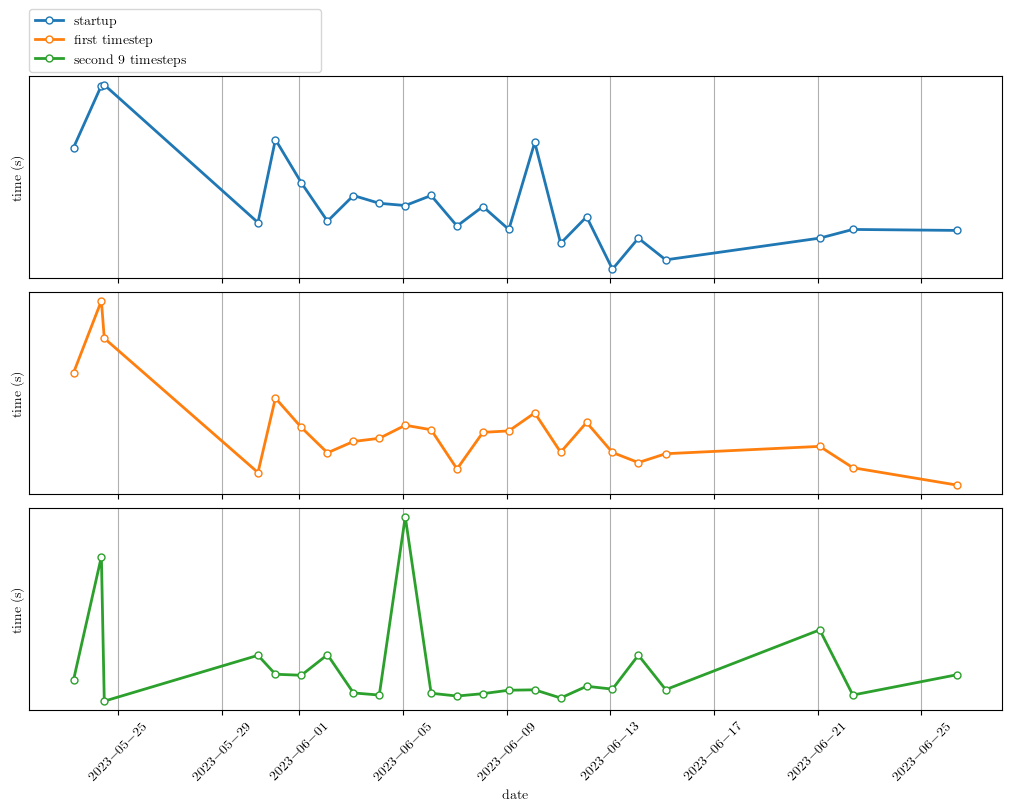 startup
first timestep
second 9 timesteps
time (s)
time (s)
time (s)
2023−05−25
2023−05−29
2023−06−01
2023−06−05
2023−06−09
2023−06−13
2023−06−17
2023−06−21
2023−06−25
date